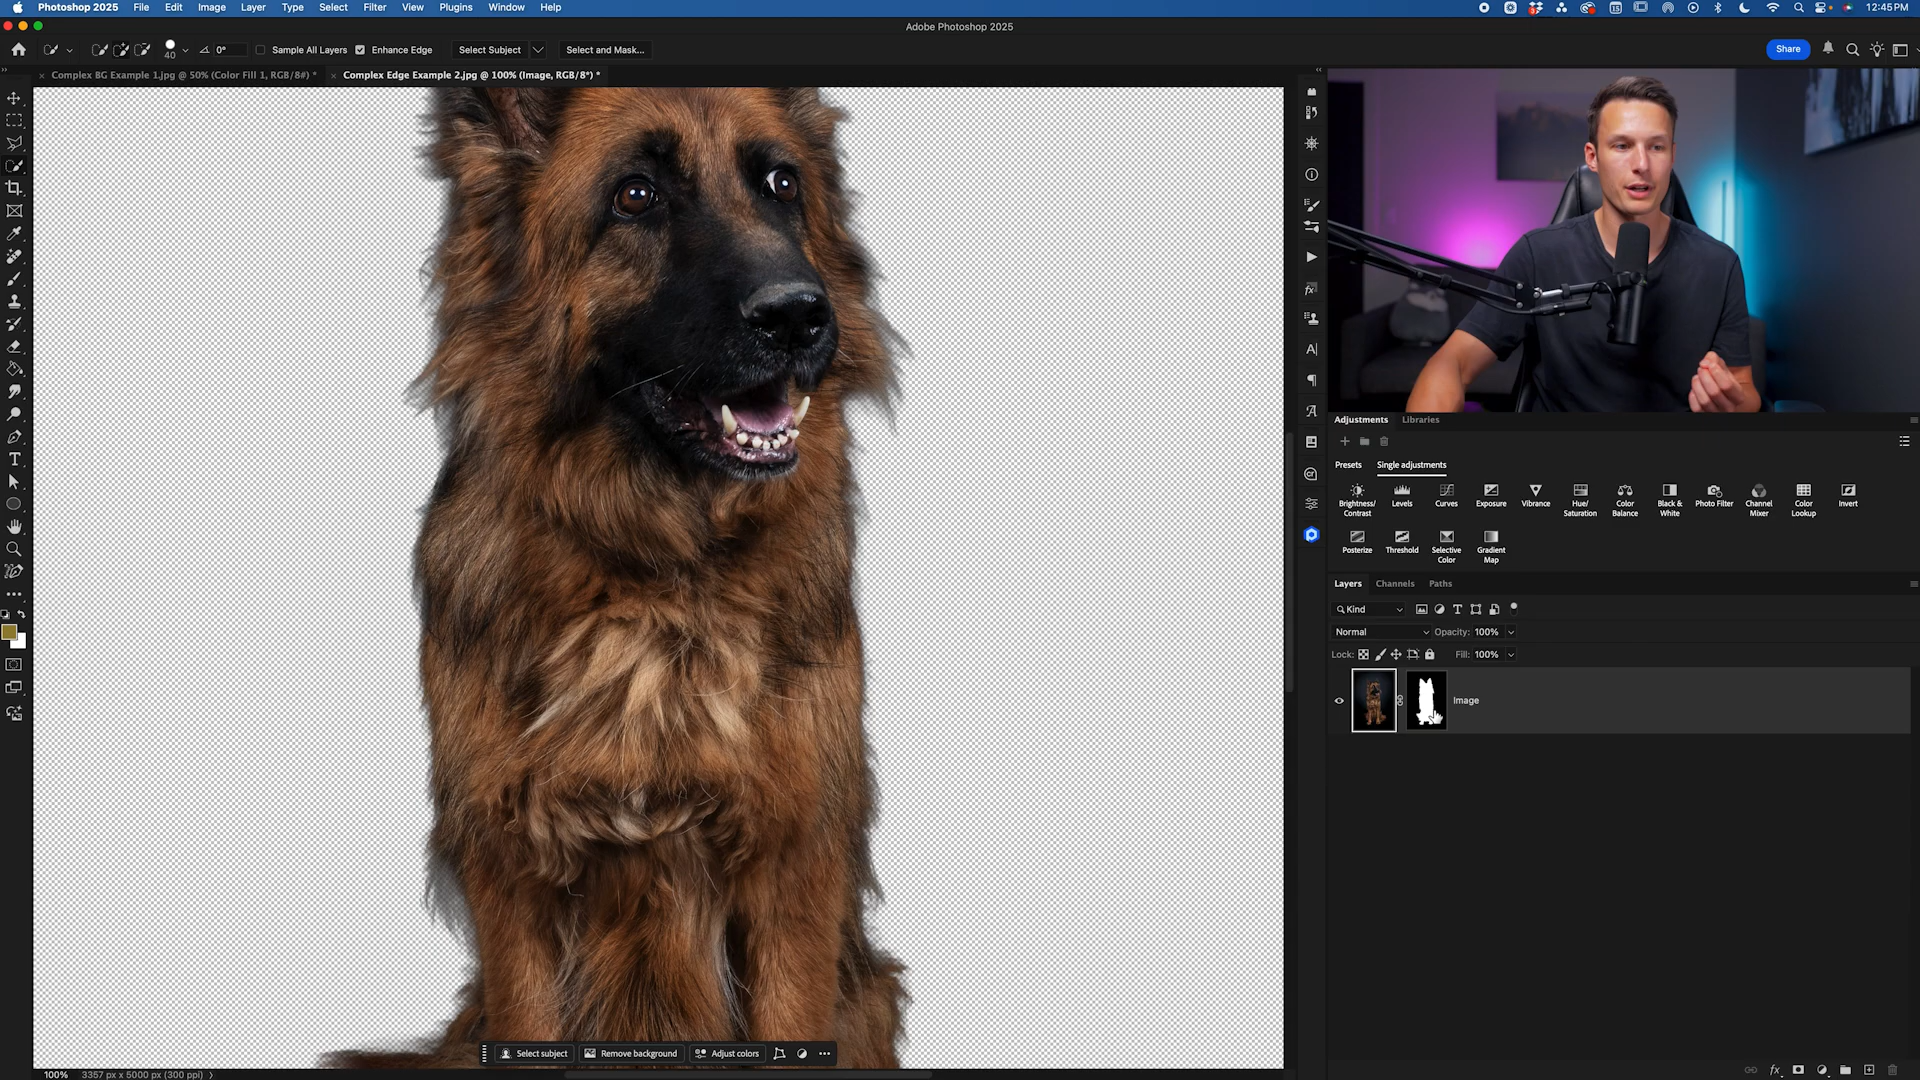 Photoshop 2025 File Edit Image Layer Type Select Filter View Plugins Window Help 12:45 PM
Adobe Photoshop 2025
40 0° Sample All Layers Enhance Edge Select Subject Select and Mask... Share
Complex BG Example 1.jpg @ 50% (Color Fill 1, RGB/8#) * Complex Edge Example 2.jpg @ 100% (Image, RGB/8*) *
Adjustments Libraries
Presets Single adjustments
Brightness/ Contrast Levels Curves Exposure Vibrance Hue/ Saturation Color Balance Black & White Photo Filter Channel Mixer Color Lookup Invert
Posterize Threshold Selective Color Gradient Map
Layers Channels Paths
Kind
Normal Opacity: 100%
Lock: Fill: 100%
Image
Select subject Remove background Adjust colors
100% 3357 px x 5000 px (300 ppi)